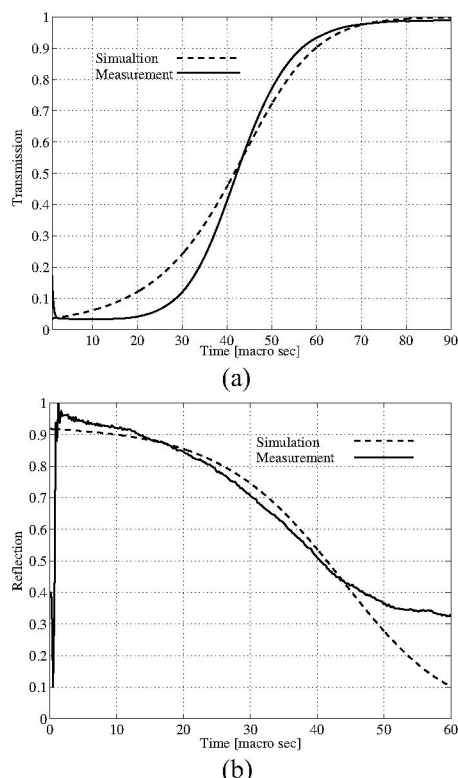 1
0.9
Simualtion
Measurement
0.8
0.7
0.6
Transmission
0.5
0.4
0.3
0.2
0.1
0
10 20 30 40 50 60 70 80 90
Time [macro sec]
(a)
1
0.9
Simulation
Measurement
0.8
0.7
0.6
Reflection
0.5
0.4
0.3
0.2
0.1
0
0 10 20 30 40 50 60
Time [macro sec]
(b)